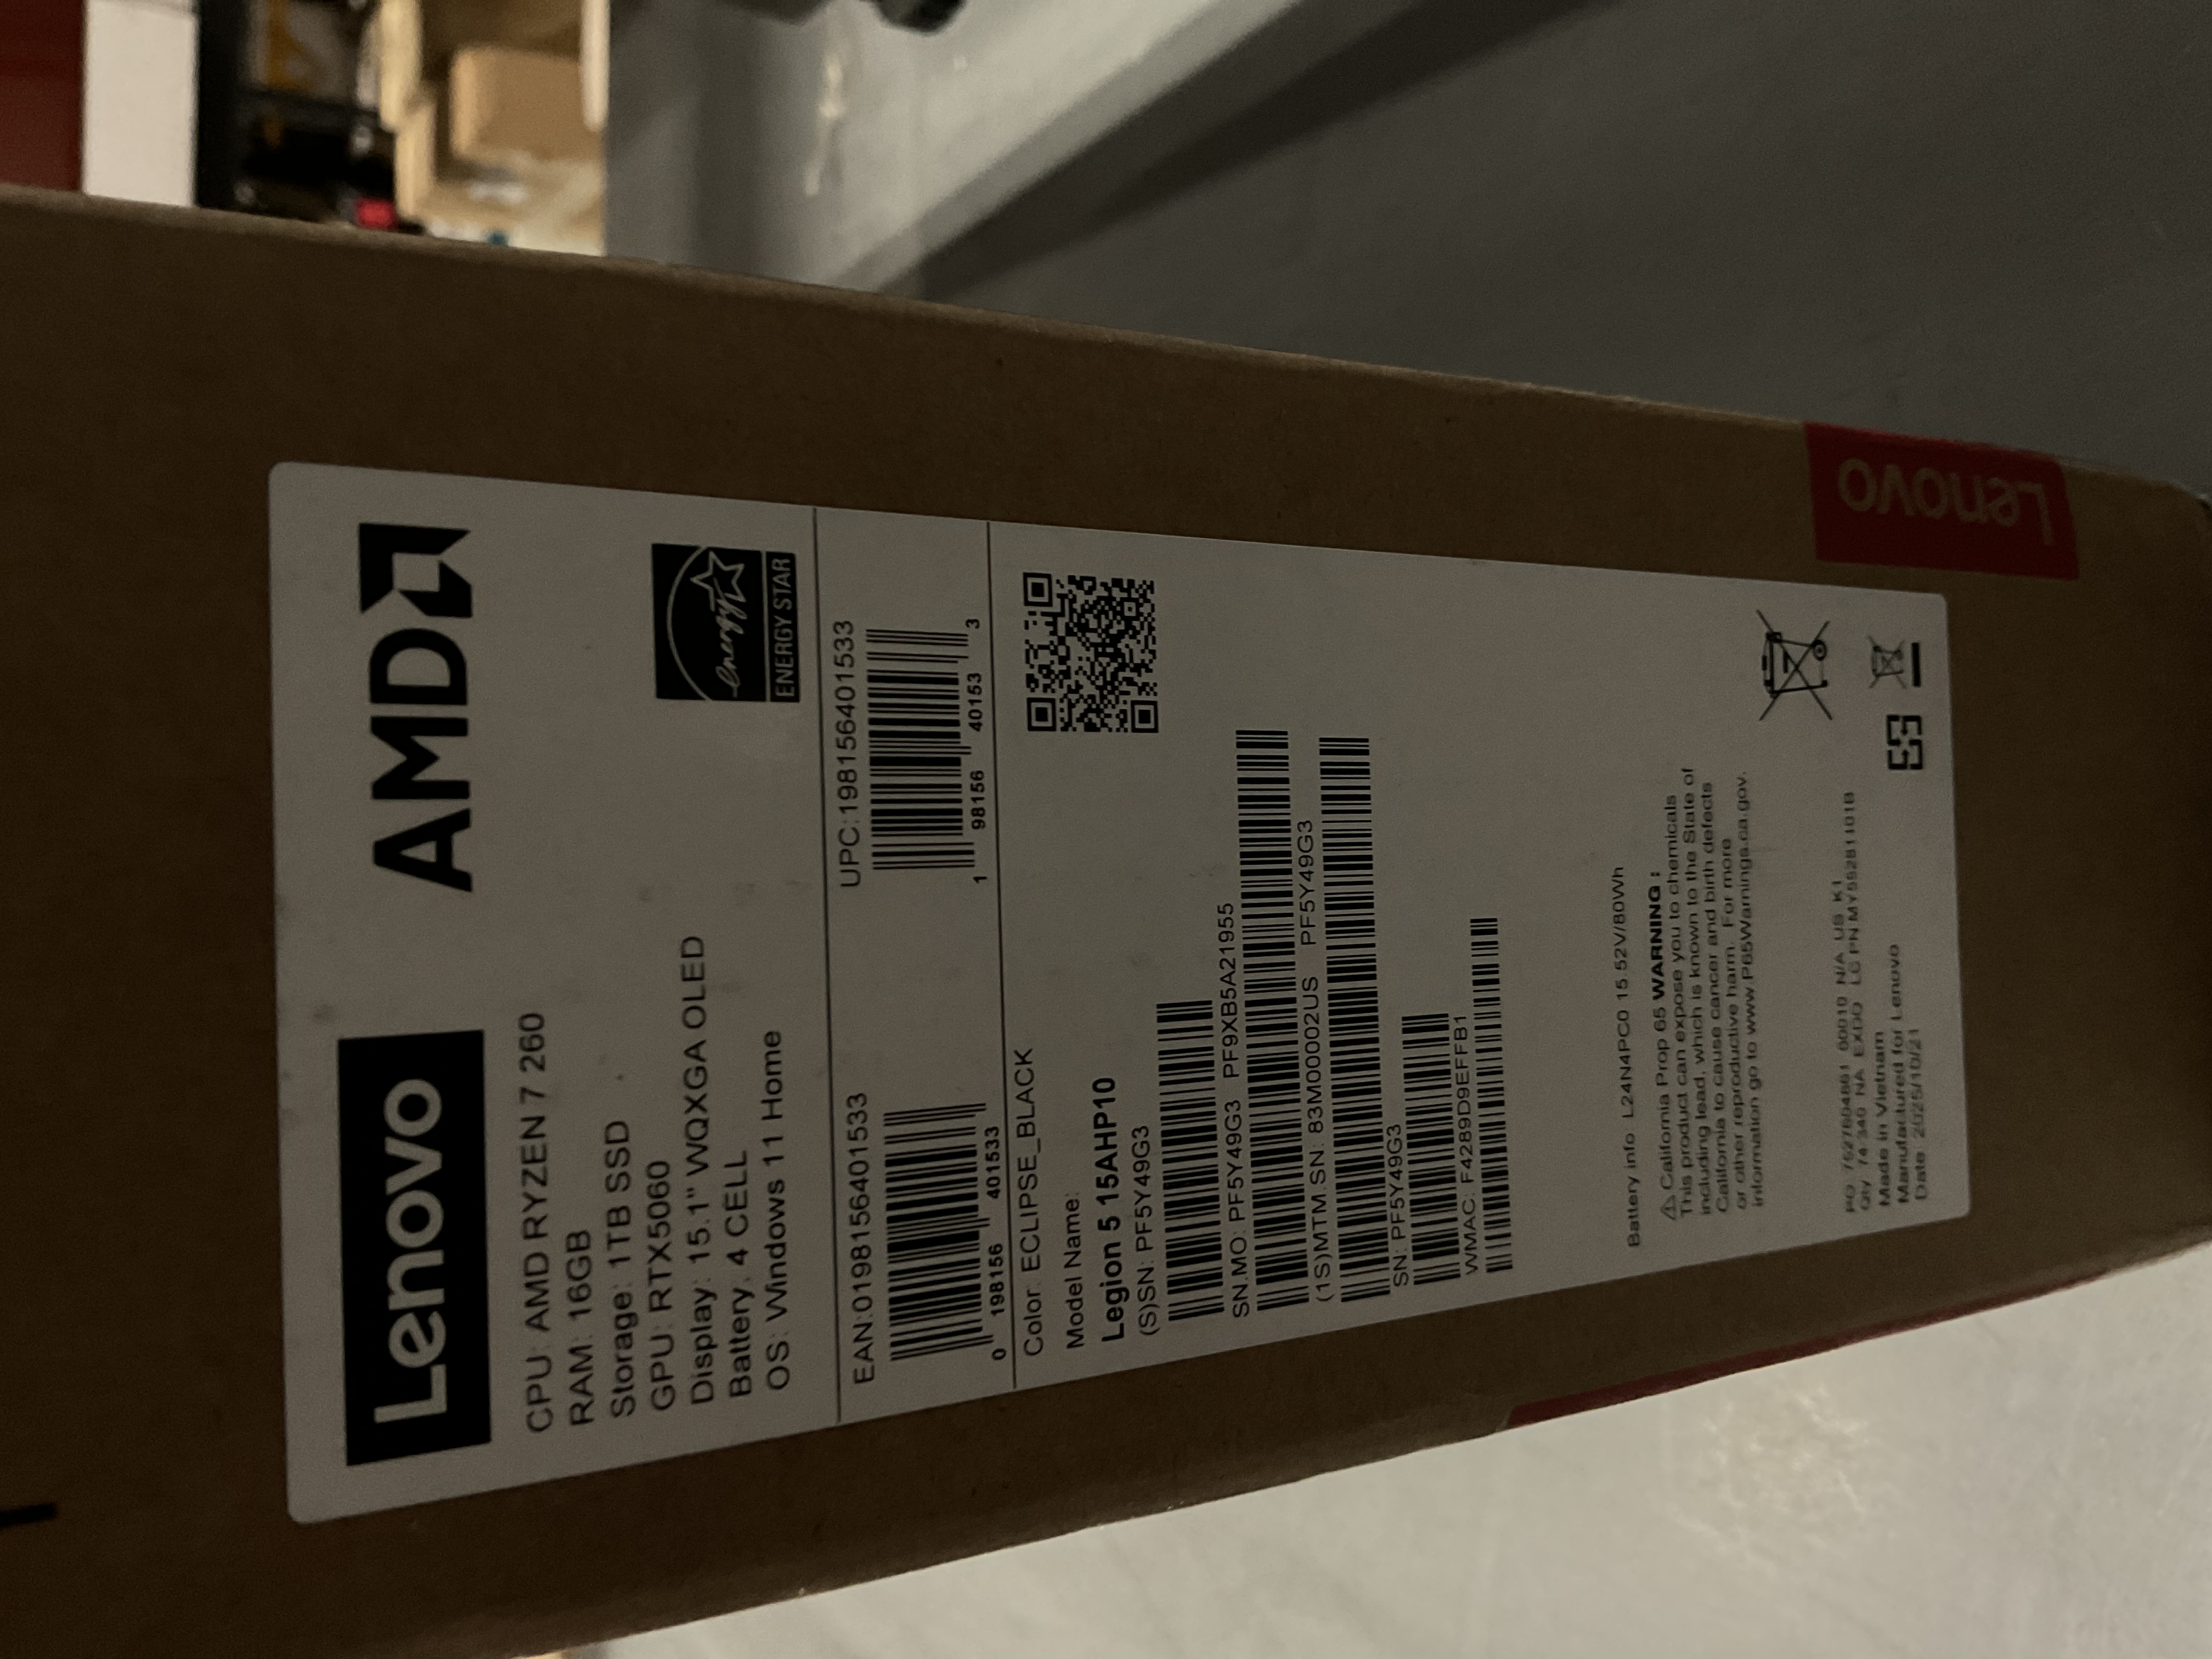 Lenovo
AMD
CPU: AMD RYZEN 7 260
RAM: 16GB
Storage: 1TB SSD
GPU: RTX5060
Display: 15.1" WQXGA OLED
Battery: 4 CELL
OS: Windows 11 Home
energy
ENERGY STAR
EAN:0198156401533
0 198156 401533
UPC:198156401533
1 98156 40153 3
Color: ECLIPSE_BLACK
Model Name:
Legion 5 15AHP10
(S)SN: PF5Y49G3
SN.MO: PF5Y49G3 PF9XB5A21955
(1S)MTM.SN: 83M00002US PF5Y49G3
SN: PF5Y49G3
WMAC: F4289D9EFFB1
Battery info L24N4PC0 15.52V/80Wh
⚠ California Prop 65 WARNING :
This product can expose you to chemicals
including lead, which is known to the State of
California to cause cancer and birth defects
or other reproductive harm. For more
information go to www.P65Warnings.ca.gov.
N/A US K1
Made in Vietnam
Manufactured for Lenovo
Date: 2025/10/21
Lenovo